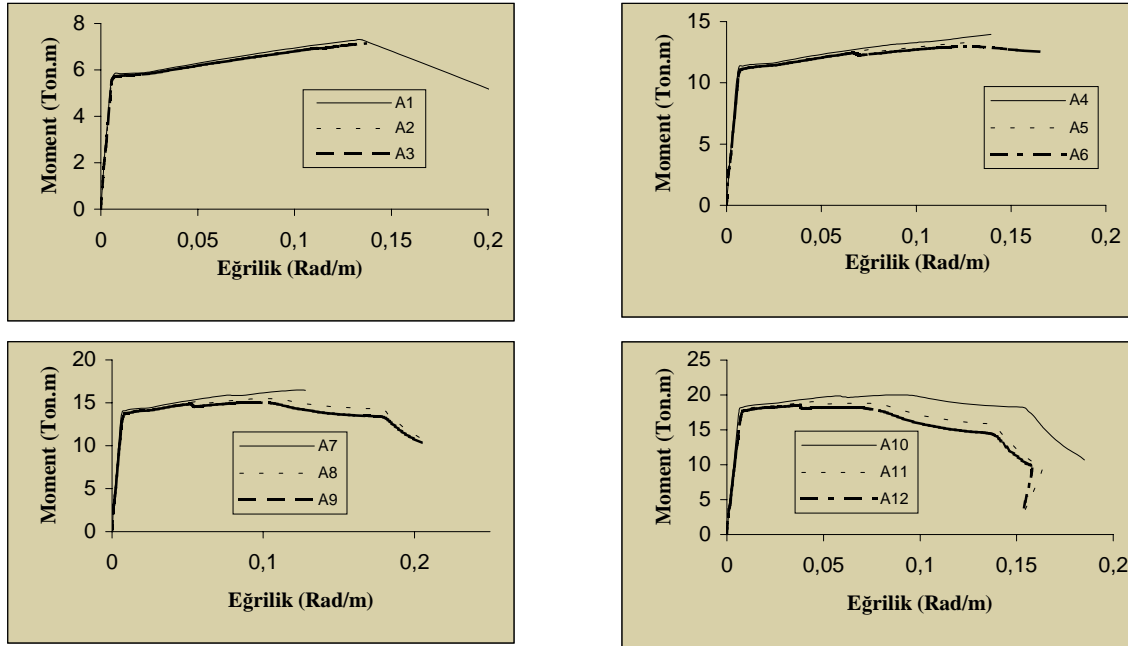 Moment (Ton.m)
8
6
4
2
0
0 0,05 0,1 0,15 0,2
Eğrilik (Rad/m)
A1
A2
A3
Moment (Ton.m)
15
10
5
0
0 0,05 0,1 0,15 0,2
Eğrilik (Rad/m)
A4
A5
A6
Moment (Ton.m)
20
15
10
5
0
0 0,1 0,2
Eğrilik (Rad/m)
A7
A8
A9
Moment (Ton.m)
25
20
15
10
5
0
0 0,05 0,1 0,15 0,2
Eğrilik (Rad/m)
A10
A11
A12